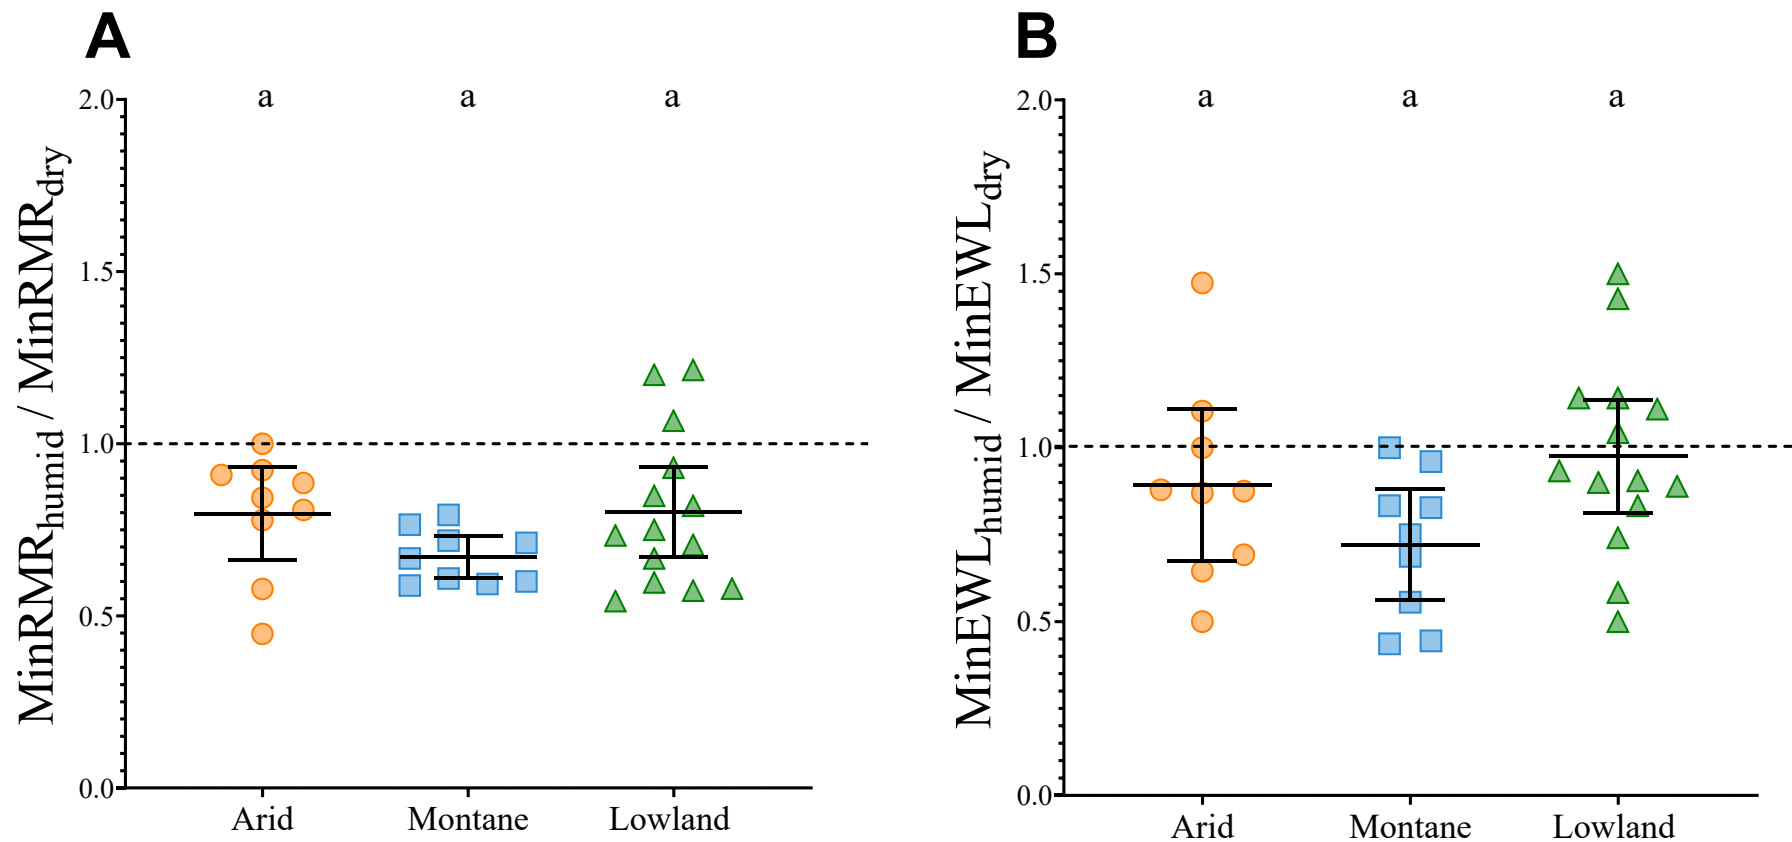 A
a a a
2.0
1.5
1.0
0.5
0.0
MinRMRhumid / MinRMRdry
Arid Montane Lowland
B
a a a
2.0
1.5
1.0
0.5
0.0
MinEWLhumid / MinEWLdry
Arid Montane Lowland